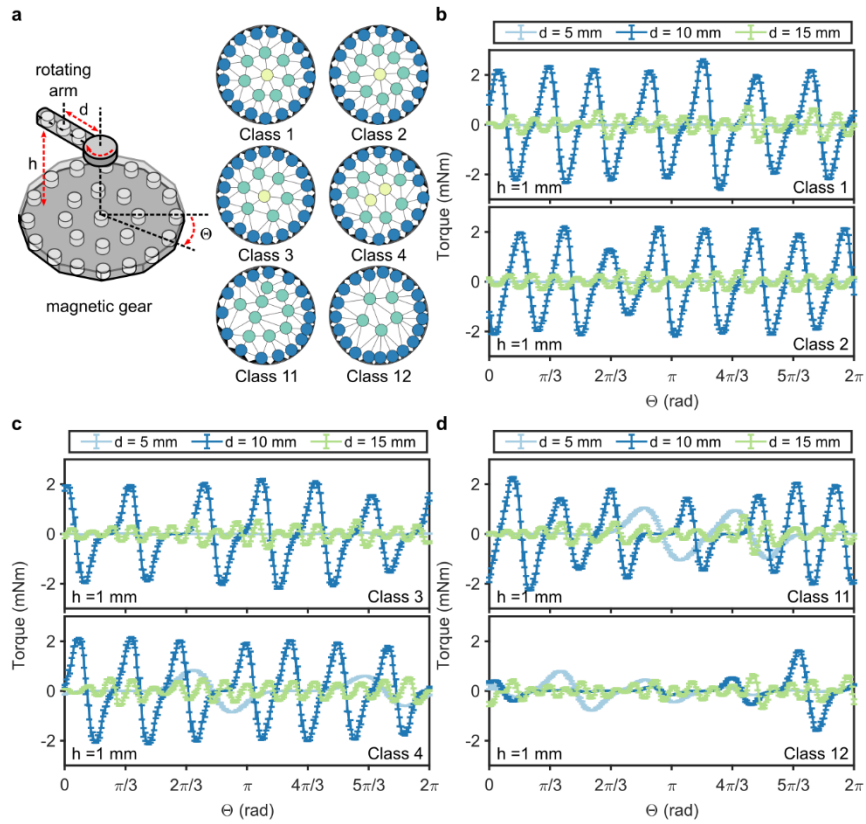 a
rotating
arm
d
h
Θ
magnetic gear
Class 1
Class 2
Class 3
Class 4
Class 11
Class 12
b
d = 5 mm d = 10 mm d = 15 mm
2
0
-2
h =1 mm Class 1
2
0
-2
h =1 mm Class 2
Torque (mNm)
0 π/3 2π/3 π 4π/3 5π/3 2π
Θ (rad)
c
d = 5 mm d = 10 mm d = 15 mm
2
0
-2
h =1 mm Class 3
2
0
-2
h =1 mm Class 4
Torque (mNm)
0 π/3 2π/3 π 4π/3 5π/3 2π
Θ (rad)
d
d = 5 mm d = 10 mm d = 15 mm
2
0
-2
h =1 mm Class 11
2
0
-2
h =1 mm Class 12
Torque (mNm)
0 π/3 2π/3 π 4π/3 5π/3 2π
Θ (rad)